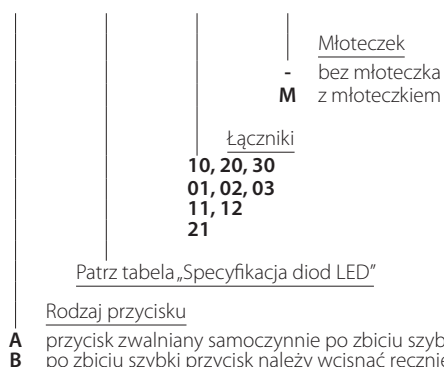 Młoteczek
- bez młoteczka
M z młoteczkiem
Łączniki
10, 20, 30
01, 02, 03
11, 12
21
Patrz tabela „Specyfikacja diod LED”
Rodzaj przycisku
A przycisk zwalniany samoczynnie po zbiciu szyb
B po zbiciu szybki przycisk należy wcisnąć ręcznie